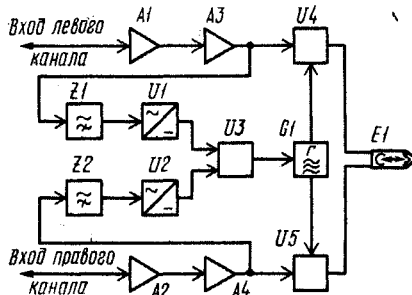 Вход левого
канала
A1
A3
U4
Z1
U1
U3
G1
E1
Z2
U2
U5
Вход правого
канала
A2
A4